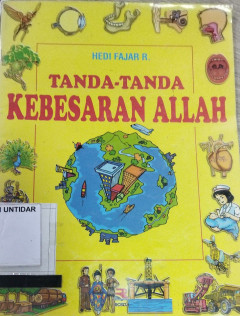 HEDI FAJAR R.
TANDA-TANDA
KEBESARAN ALLAH
UNTIDAR